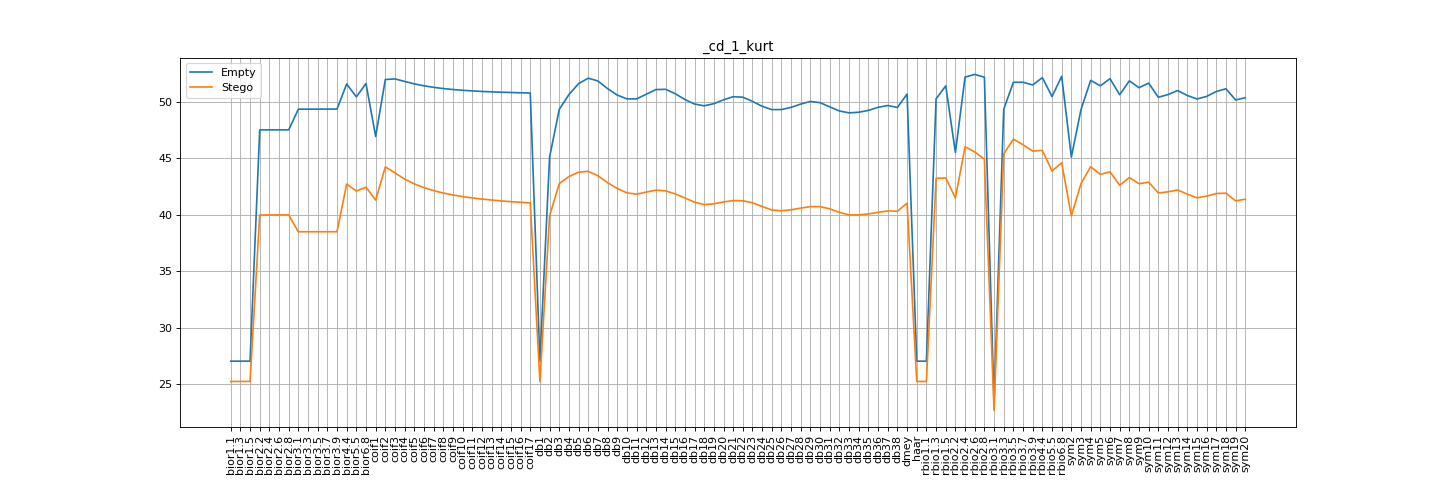 _cd_1_kurt
Empty
Stego
50
45
40
35
30
25
bior1.1
bior1.3
bior1.5
bior2.2
bior2.4
bior2.6
bior2.8
bior3.1
bior3.3
bior3.5
bior3.7
bior3.9
bior4.4
bior5.5
bior6.8
coif1
coif2
coif3
coif4
coif5
coif6
coif7
coif8
coif9
coif10
coif11
coif12
coif13
coif14
coif15
coif16
coif17
db1
db2
db3
db4
db5
db6
db7
db8
db9
db10
db11
db12
db13
db14
db15
db16
db17
db18
db19
db20
db21
db22
db23
db24
db25
db26
db27
db28
db29
db30
db31
db32
db33
db34
db35
db36
db37
db38
dmey
haar
rbio1.1
rbio1.3
rbio1.5
rbio2.2
rbio2.4
rbio2.6
rbio2.8
rbio3.1
rbio3.3
rbio3.5
rbio3.7
rbio3.9
rbio4.4
rbio5.5
rbio6.8
sym2
sym3
sym4
sym5
sym6
sym7
sym8
sym9
sym10
sym11
sym12
sym13
sym14
sym15
sym16
sym17
sym18
sym19
sym20